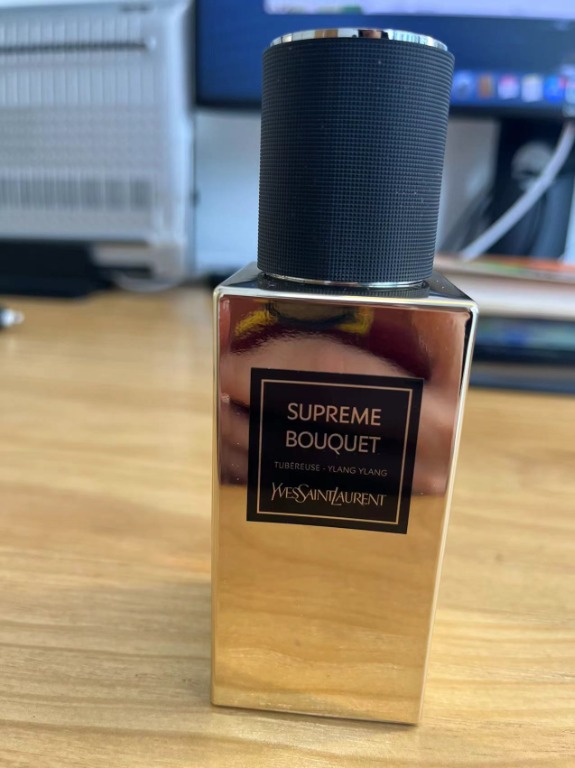 SUPREME
BOUQUET
TUBÉREUSE - YLANG YLANG
YVESSAINTLAURENT